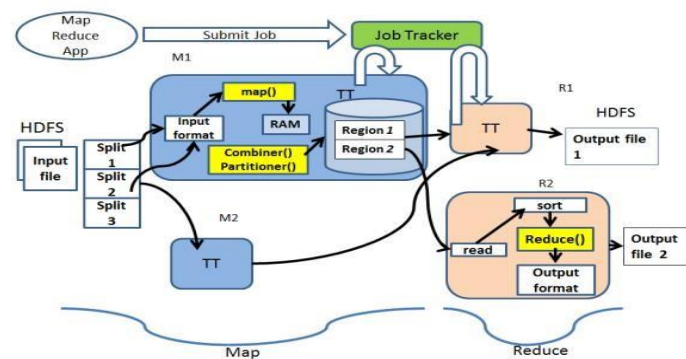 Map
Reduce
App
Submit Job
Job Tracker
M1
map()
TT
Input
format
RAM
Combiner()
Partitioner()
Region 1
Region 2
HDFS
Input
file
Split
1
Split
2
Split
3
M2
TT
TT
R1
HDFS
Output file
1
R2
sort
read
Reduce()
Output
format
Output
file 2
Map
Reduce